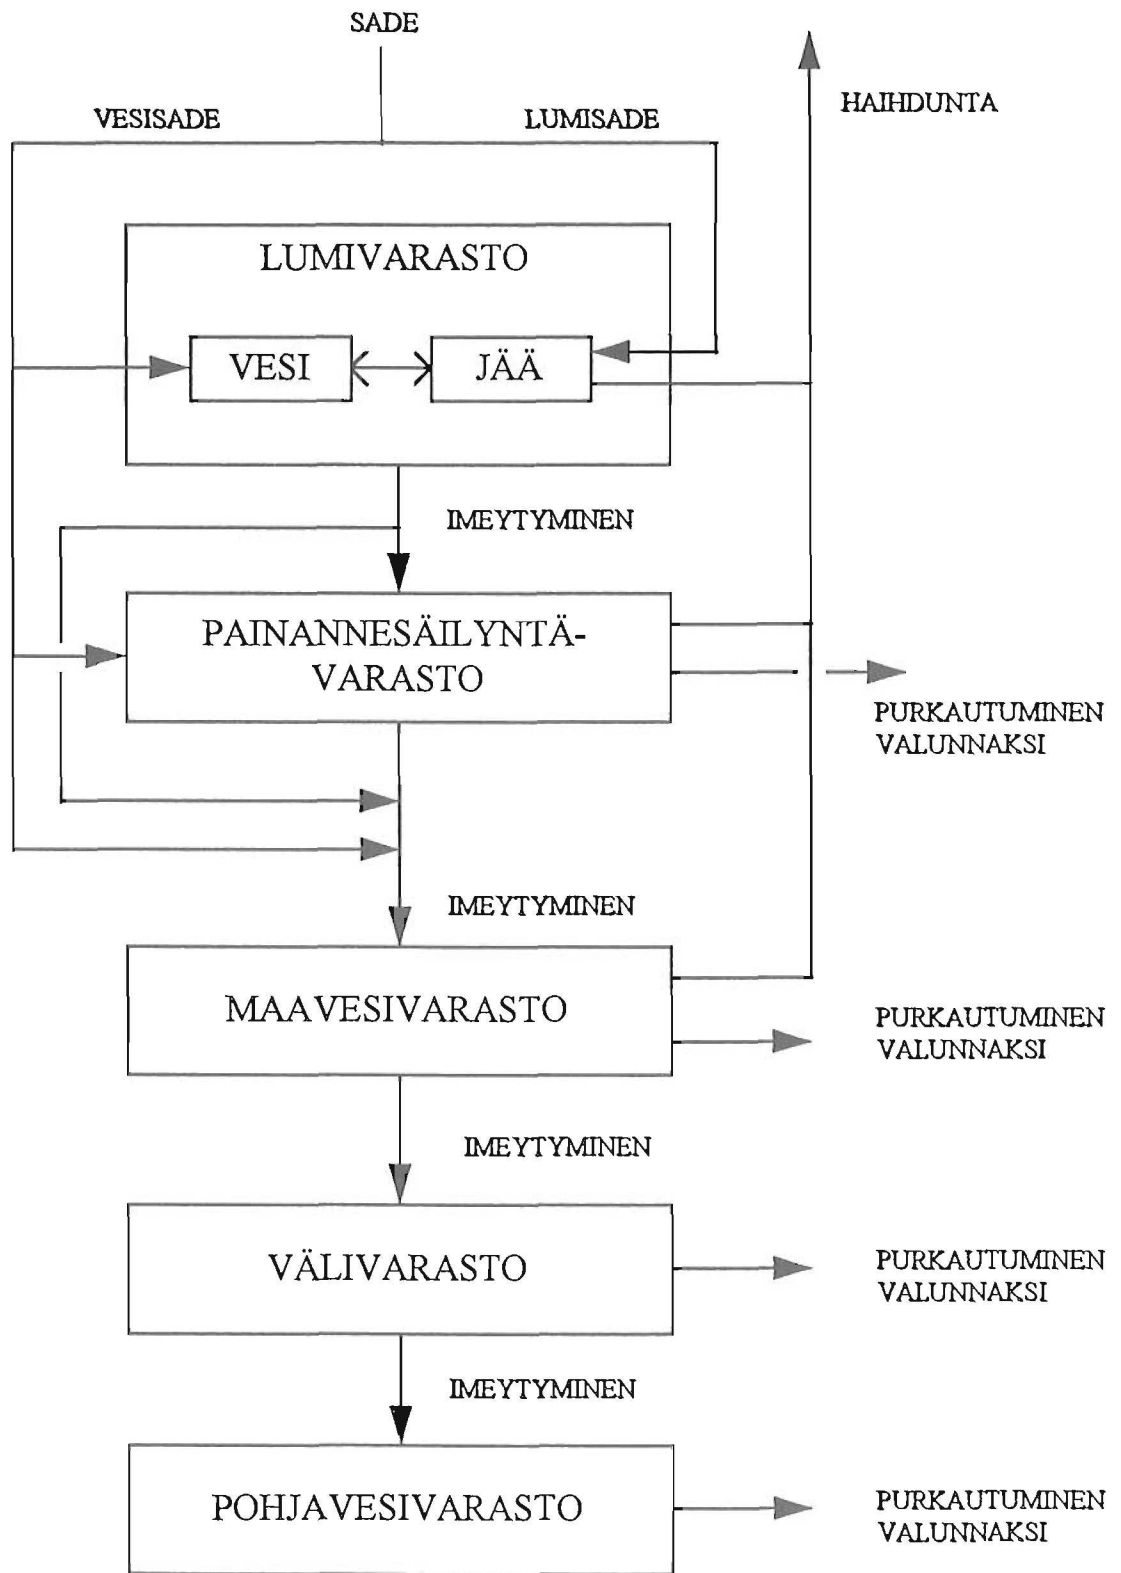 SADE
HAIHDUNTA
VESISADE
LUMISADE
LUMIVARASTO
VESI
JÄÄ
IMEYTYMINEN
PAINANNESÄILYNTÄ-
VARASTO
PURKAUTUMINEN
VALUNNAKSI
IMEYTYMINEN
MAAVESIVARASTO
PURKAUTUMINEN
VALUNNAKSI
IMEYTYMINEN
VÄLIVARASTO
PURKAUTUMINEN
VALUNNAKSI
IMEYTYMINEN
POHJAVESIVARASTO
PURKAUTUMINEN
VALUNNAKSI